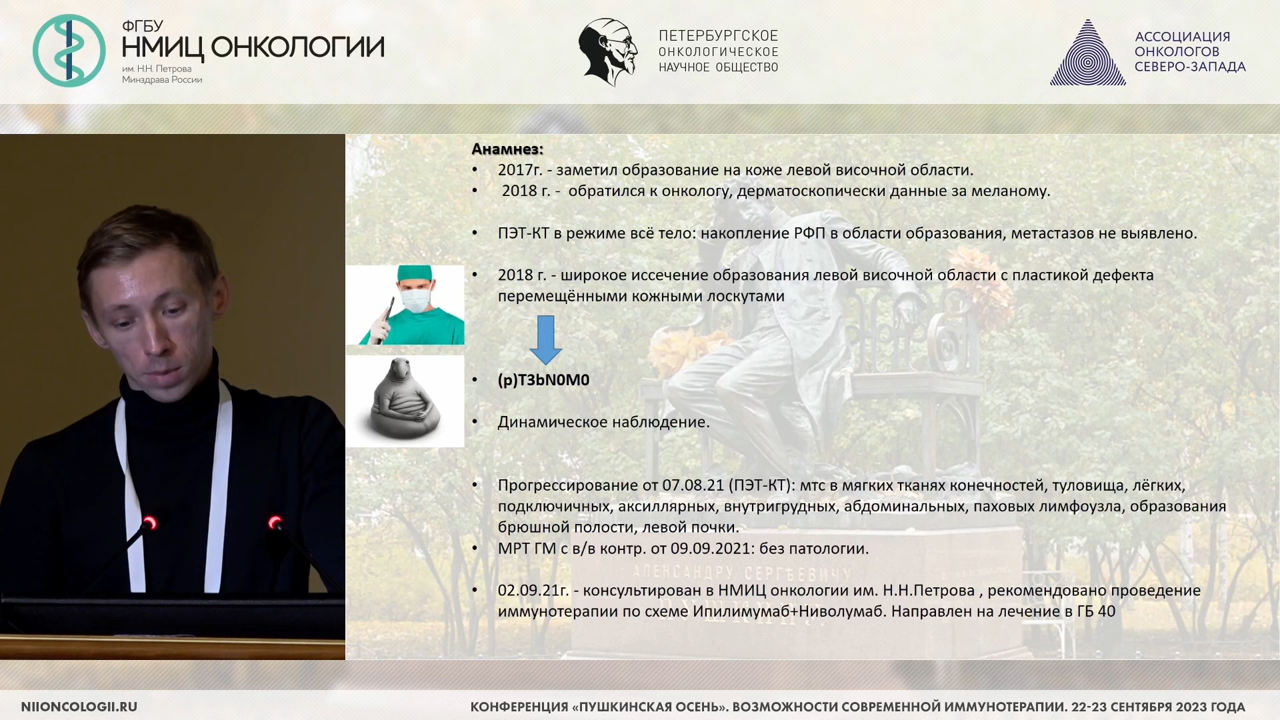 ФГБУ
НМИЦ ОНКОЛОГИИ
им. Н.Н. Петрова
Минздрава России
ПЕТЕРБУРГСКОЕ
ОНКОЛОГИЧЕСКОЕ
НАУЧНОЕ ОБЩЕСТВО
АССОЦИАЦИЯ
ОНКОЛОГОВ
СЕВЕРО-ЗАПАДА
Анамнез:
• 2017г. - заметил образование на коже левой височной области.
• 2018 г. - обратился к онкологу, дерматоскопически данные за меланому.
• ПЭТ-КТ в режиме всё тело: накопление РФП в области образования, метастазов не выявлено.
• 2018 г. - широкое иссечение образования левой височной области с пластикой дефекта
перемещёнными кожными лоскутами
• (p)T3bN0M0
• Динамическое наблюдение.
• Прогрессирование от 07.08.21 (ПЭТ-КТ): мтс в мягких тканях конечностей, туловища, лёгких,
подключичных, аксиллярных, внутригрудных, абдоминальных, паховых лимфоузла, образования
брюшной полости, левой почки.
• МРТ ГМ с в/в контр. от 09.09.2021: без патологии.
АЛЕКСАНДРУ СЕРГѢЕВИЧУ
• 02.09.21г. - консультирован в НМИЦ онкологии им. Н.Н.Петрова , рекомендовано проведение
иммунотерапии по схеме Ипилимумаб+Ниволумаб. Направлен на лечение в ГБ 40
NIIONCOLOGII.RU
КОНФЕРЕНЦИЯ «ПУШКИНСКАЯ ОСЕНЬ». ВОЗМОЖНОСТИ СОВРЕМЕННОЙ ИММУНОТЕРАПИИ. 22-23 СЕНТЯБРЯ 2023 ГОДА